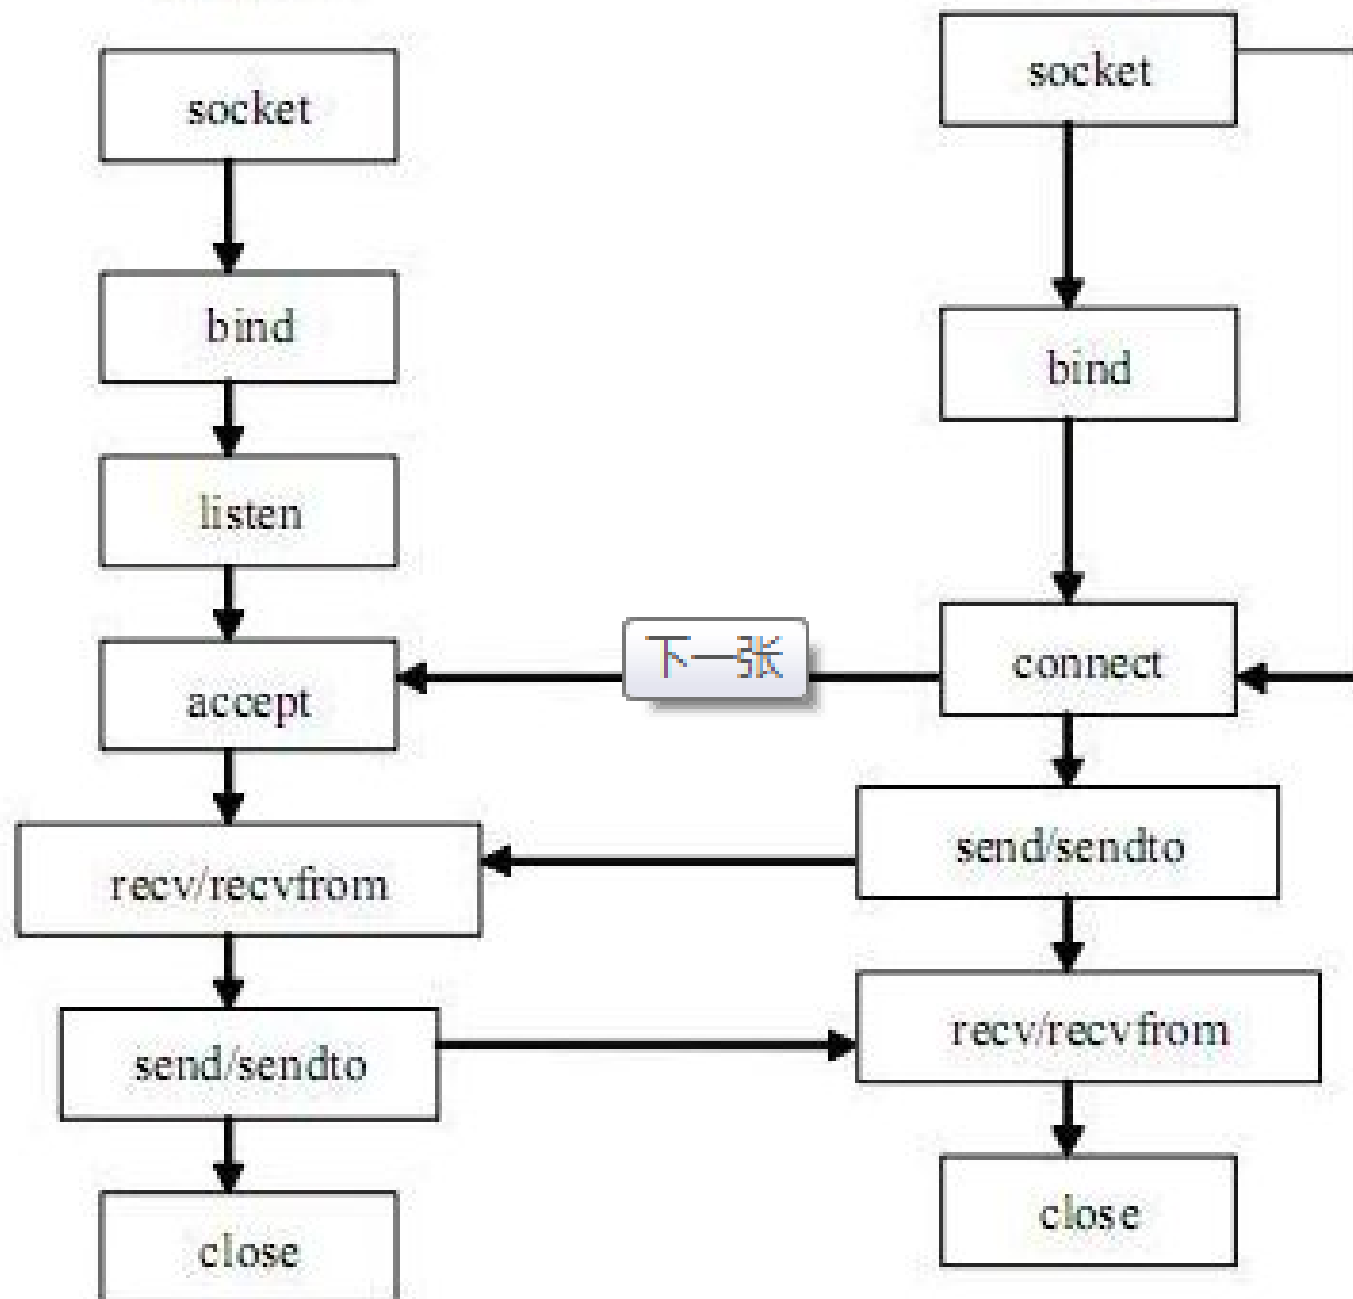 socket
bind
listen
accept
recv/recvfrom
send/sendto
close
下一张
socket
bind
connect
send/sendto
recv/recvfrom
close